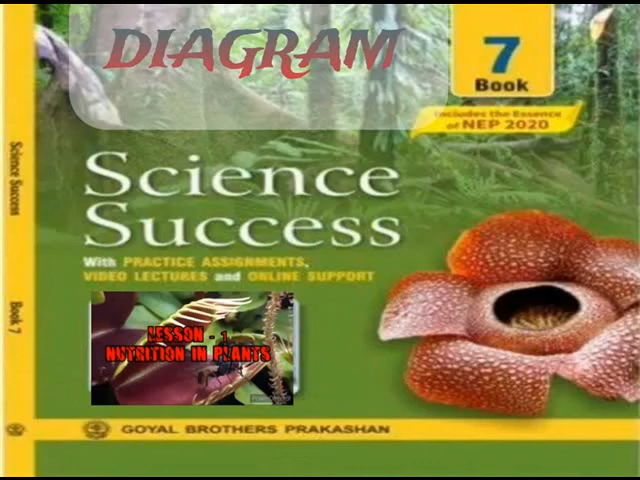 DIAGRAM
7
Book
Includes the Essence
of NEP 2020
Science
Success
With PRACTICE ASSIGNMENTS,
VIDEO LECTURES and ONLINE SUPPORT
LESSON - 1
NUTRITION IN PLANTS
GOYAL BROTHERS PRAKASHAN
Science Success
Book 7